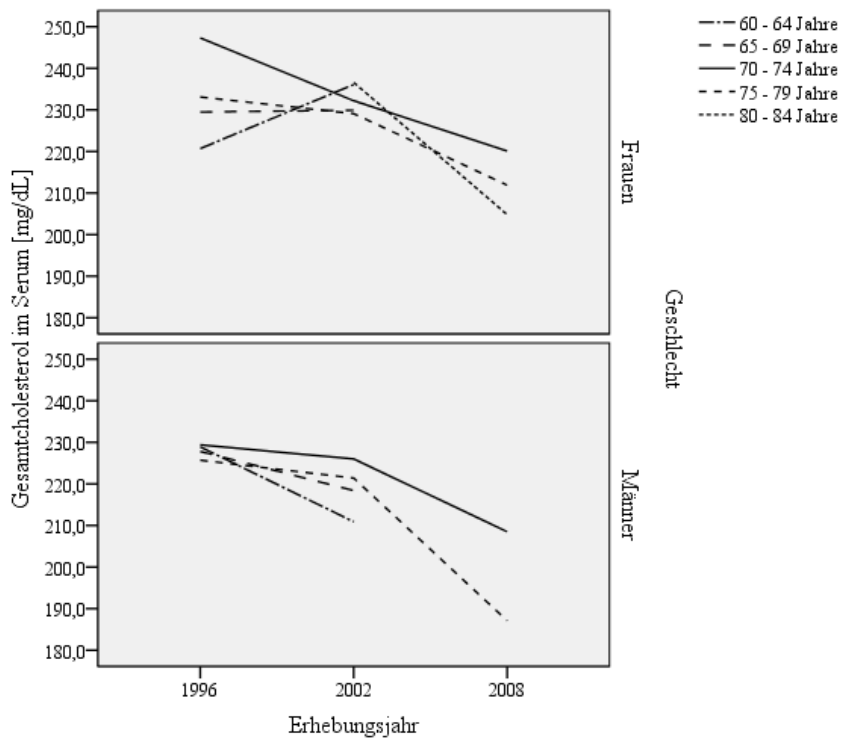 60 - 64 Jahre
65 - 69 Jahre
70 - 74 Jahre
75 - 79 Jahre
80 - 84 Jahre
Gesamtcholesterol im Serum [mg/dL]
250,0
240,0
230,0
220,0
210,0
200,0
190,0
180,0
Frauen
250,0
240,0
230,0
220,0
210,0
200,0
190,0
180,0
Männer
Geschlecht
1996
2002
2008
Erhebungsjahr